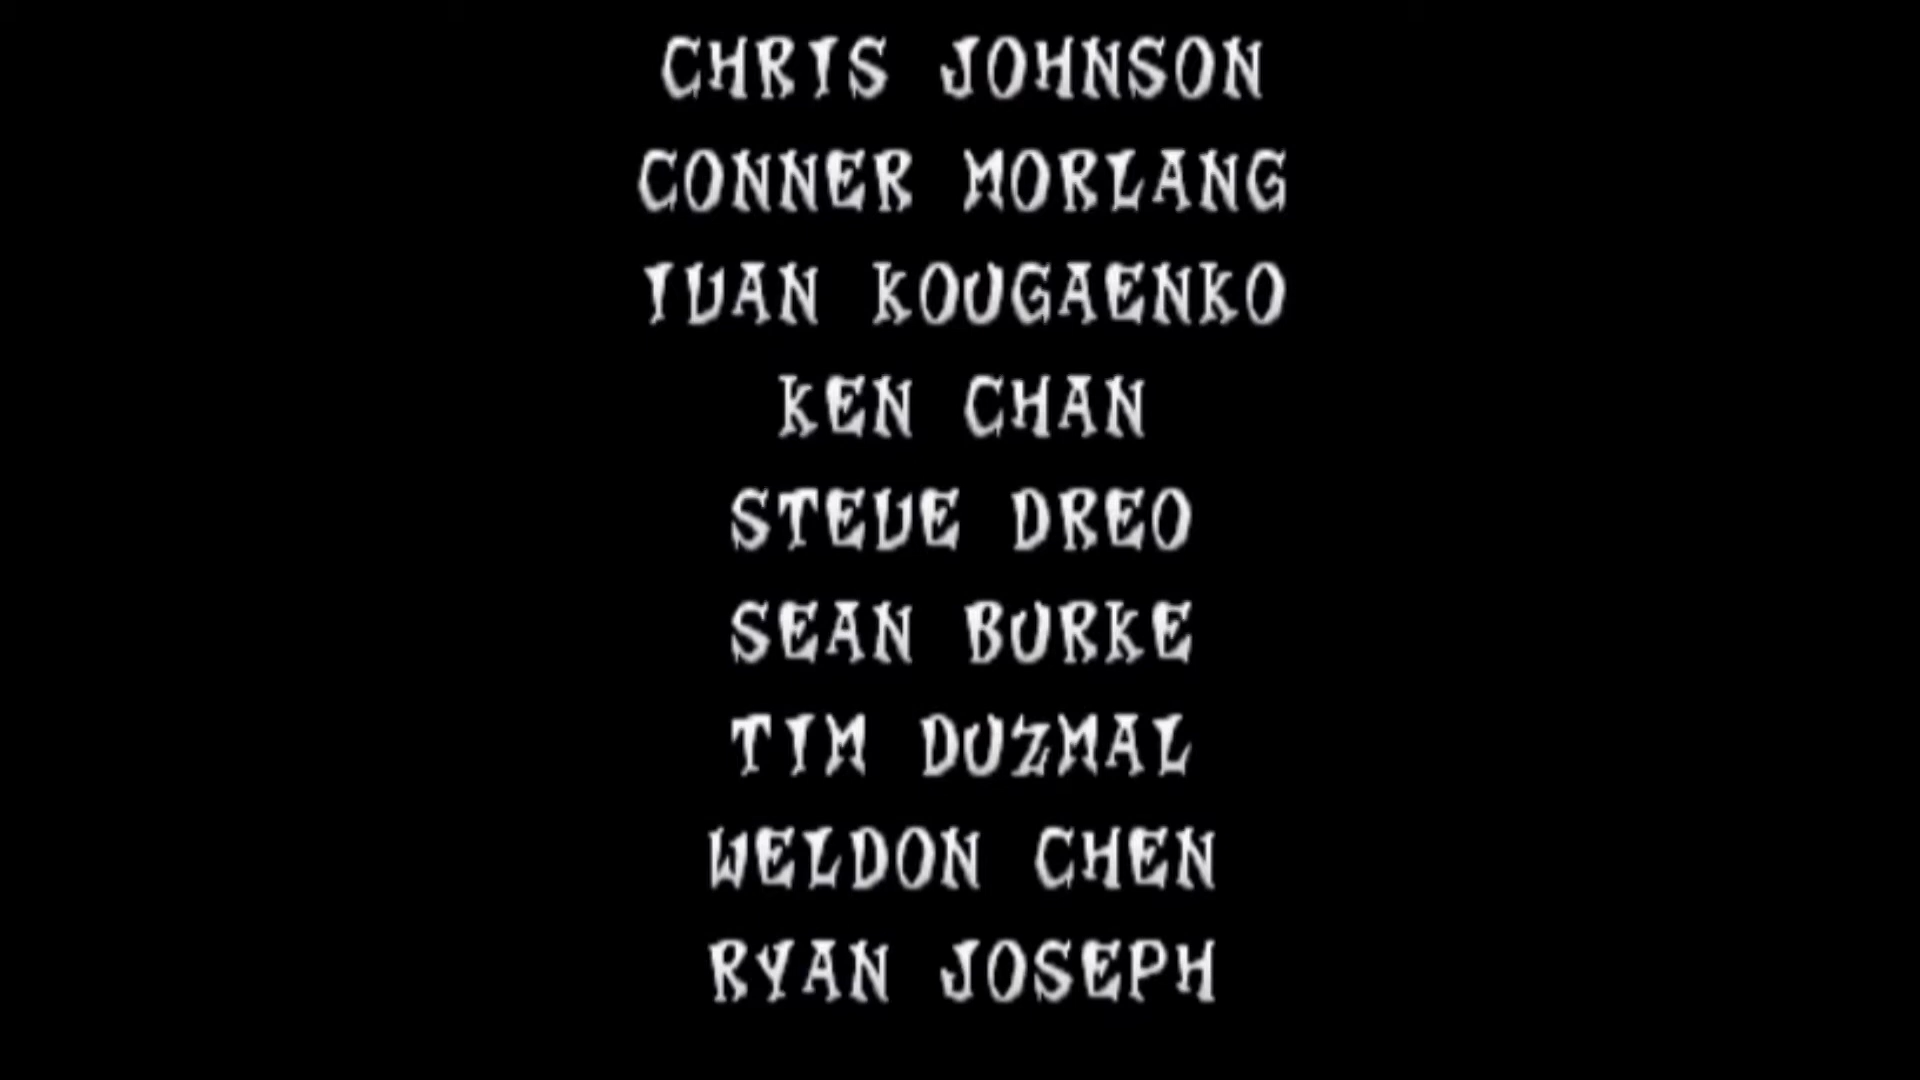 CHRIS JOHNSON
CONNER MORLANG
IVAN KOUGAENKO
KEN CHAN
STEVE DREO
SEAN BURKE
TIM DUZMAL
WELDON CHEN
RYAN JOSEPH